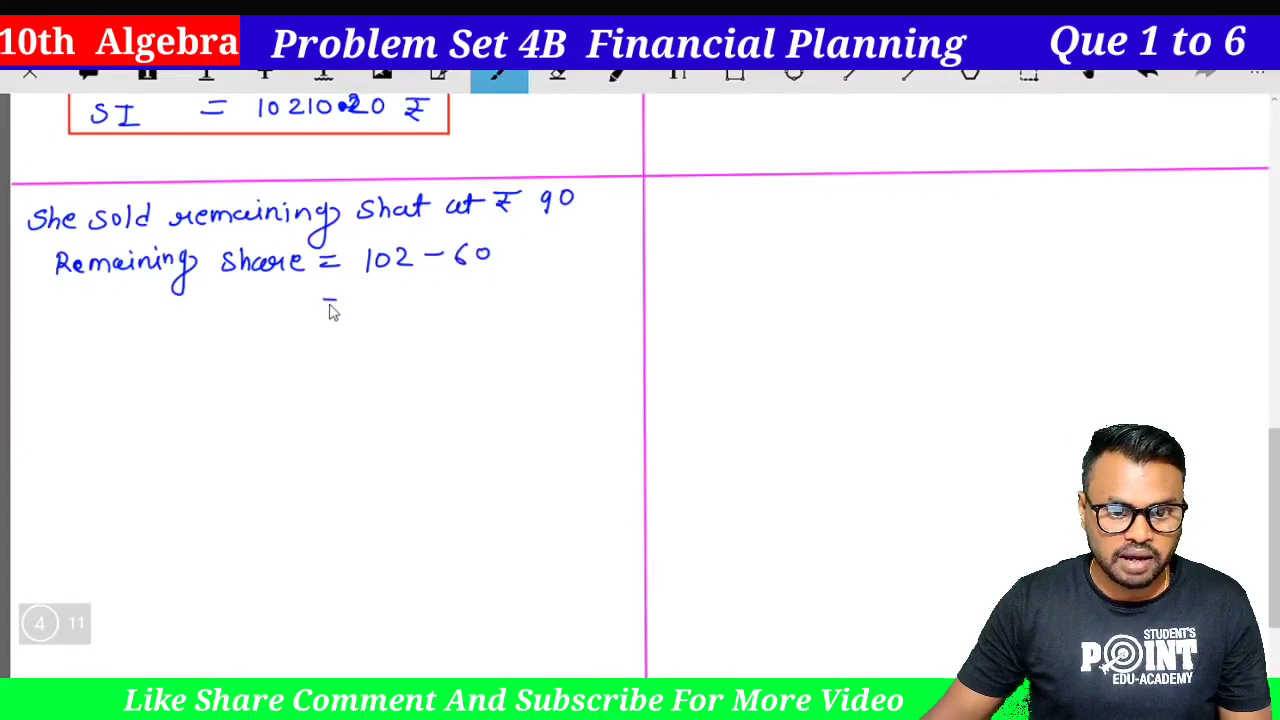 10th Algebra
Problem Set 4B Financial Planning
Que 1 to 6
SI = 10210.20 ₹
She sold remaining shat at ₹ 90
Remaining share = 102 - 60
=
4 11
STUDENT'S
POINT
EDU-ACADEMY
Like Share Comment And Subscribe For More Video